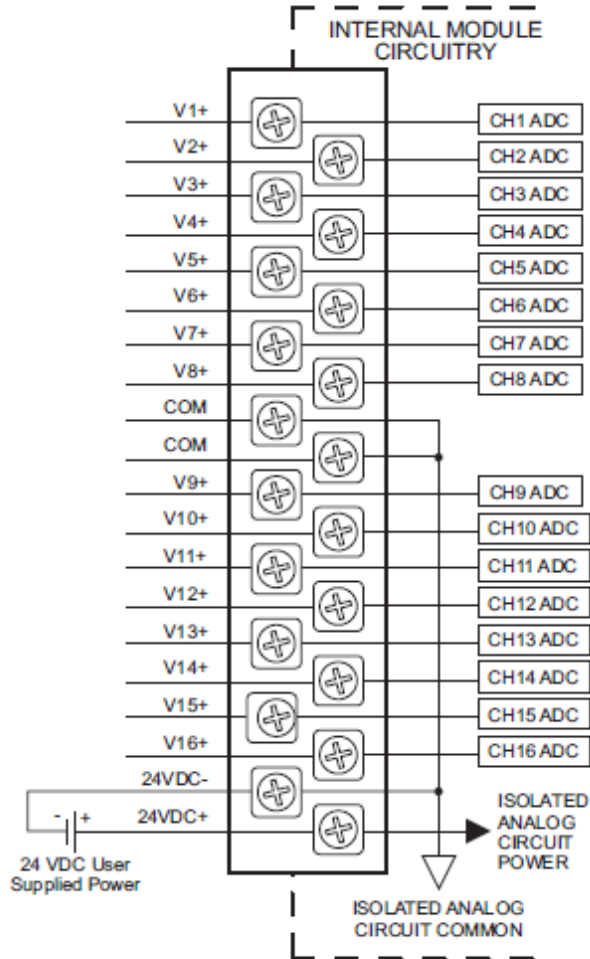 INTERNAL MODULE
CIRCUITRY
V1+
CH1 ADC
V2+
CH2 ADC
V3+
CH3 ADC
V4+
CH4 ADC
V5+
CH5 ADC
V6+
CH6 ADC
V7+
CH7 ADC
V8+
CH8 ADC
COM
COM
V9+
CH9 ADC
V10+
CH10 ADC
V11+
CH11 ADC
V12+
CH12 ADC
V13+
CH13 ADC
V14+
CH14 ADC
V15+
CH15 ADC
V16+
CH16 ADC
24VDC-
24VDC+
- +
24 VDC User
Supplied Power
ISOLATED
ANALOG
CIRCUIT
POWER
ISOLATED ANALOG
CIRCUIT COMMON